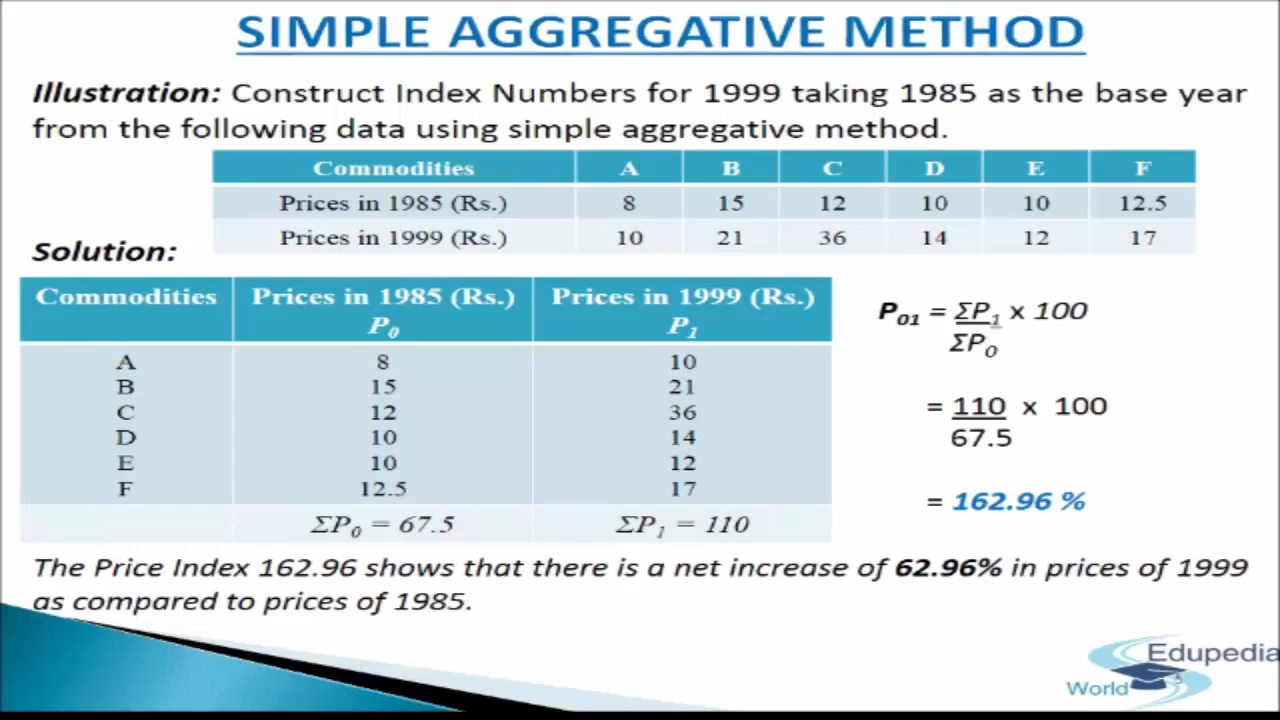 SIMPLE AGGREGATIVE METHOD
Illustration: Construct Index Numbers for 1999 taking 1985 as the base year
from the following data using simple aggregative method.
Commodities A B C D E F
Prices in 1985 (Rs.) 8 15 12 10 10 12.5
Prices in 1999 (Rs.) 10 21 36 14 12 17
Solution:
Commodities Prices in 1985 (Rs.) Prices in 1999 (Rs.)
P₀ P₁
A 8 10
B 15 21
C 12 36
D 10 14
E 10 12
F 12.5 17
ΣP₀ = 67.5 ΣP₁ = 110
P₀₁ = ΣP₁ x 100
ΣP₀
= 110 x 100
67.5
= 162.96 %
The Price Index 162.96 shows that there is a net increase of 62.96% in prices of 1999
as compared to prices of 1985.
Edupedia
World